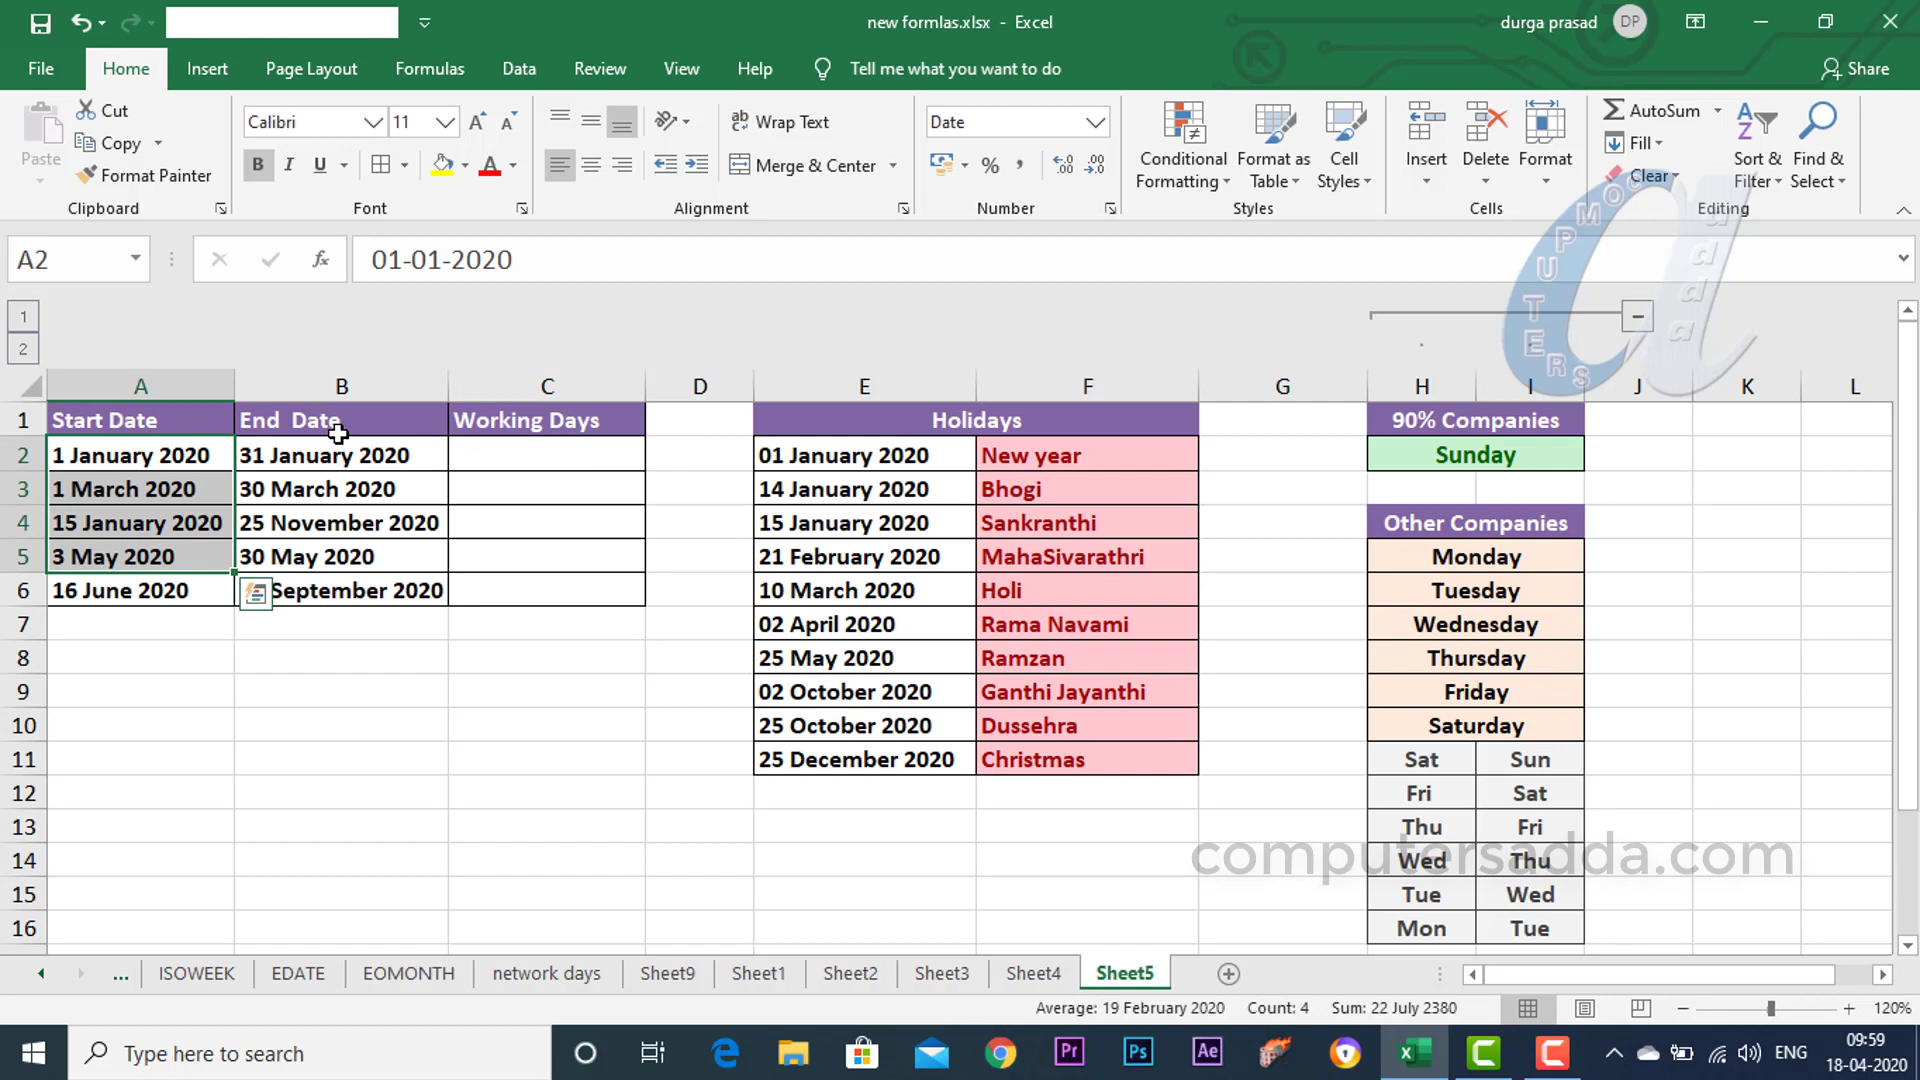 new formlas.xlsx - Excel
durga prasad DP
File Home Insert Page Layout Formulas Data Review View Help Tell me what you want to do Share
Paste Cut Copy Format Painter Clipboard
Calibri 11 B I U A Font
Wrap Text Merge & Center Alignment
Date % Number
Conditional Formatting Format as Table Cell Styles Styles
Insert Delete Format Cells
AutoSum Fill Clear Sort & Filter Find & Select Editing
A2 fx 01-01-2020
1
2
A B C D E F G H I J K L
1 Start Date End Date Working Days Holidays 90% Companies
2 1 January 2020 31 January 2020 01 January 2020 New year Sunday
3 1 March 2020 30 March 2020 14 January 2020 Bhogi
4 15 January 2020 25 November 2020 15 January 2020 Sankranthi Other Companies
5 3 May 2020 30 May 2020 21 February 2020 MahaSivarathri Monday
6 16 June 2020 September 2020 10 March 2020 Holi Tuesday
7 02 April 2020 Rama Navami Wednesday
8 25 May 2020 Ramzan Thursday
9 02 October 2020 Ganthi Jayanthi Friday
10 25 October 2020 Dussehra Saturday
11 25 December 2020 Christmas Sat Sun
12 Fri Sat
13 Thu Fri
14 Wed Thu
15 Tue Wed
16 Mon Tue
computersadda.com
... ISOWEEK EDATE EOMONTH network days Sheet9 Sheet1 Sheet2 Sheet3 Sheet4 Sheet5
Average: 19 February 2020 Count: 4 Sum: 22 July 2380 120%
Type here to search Pr Ps Ae ENG 09:59
18-04-2020